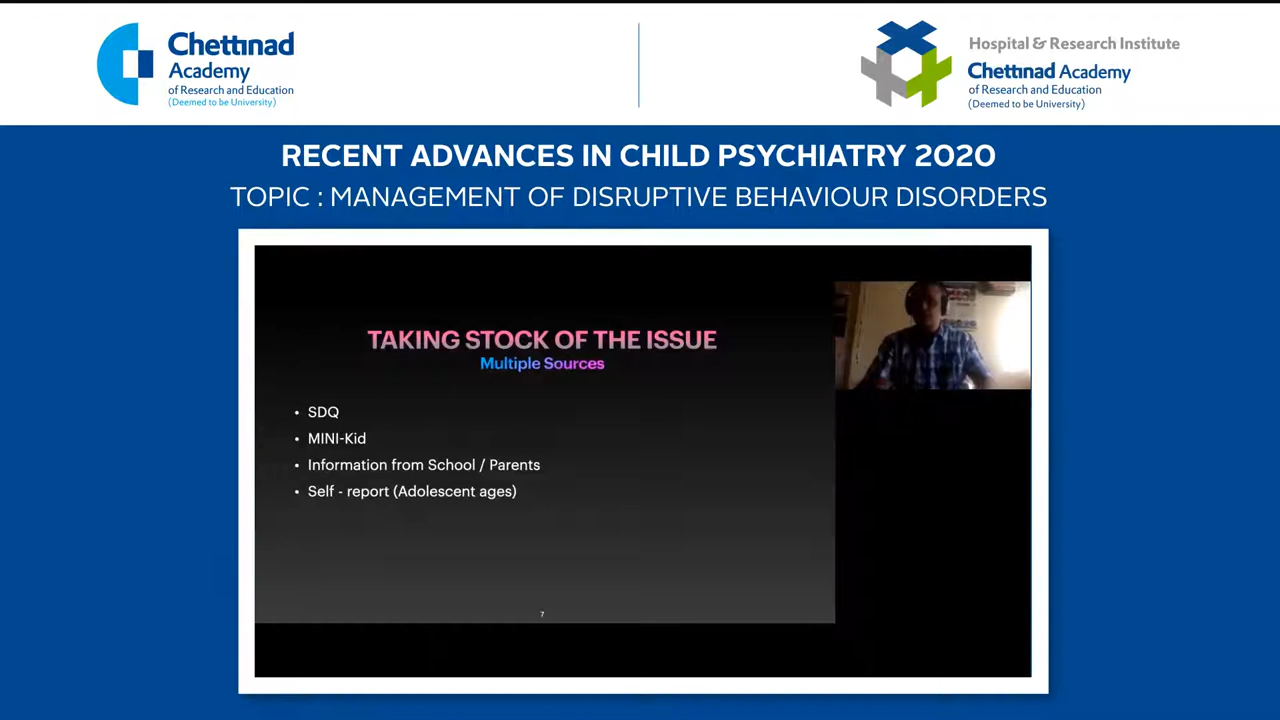 Chettinad
Academy
of Research and Education
(Deemed to be University)
Hospital & Research Institute
Chettinad Academy
of Research and Education
(Deemed to be University)
RECENT ADVANCES IN CHILD PSYCHIATRY 2020
TOPIC : MANAGEMENT OF DISRUPTIVE BEHAVIOUR DISORDERS
TAKING STOCK OF THE ISSUE
Multiple Sources
• SDQ
• MINI-Kid
• Information from School / Parents
• Self - report (Adolescent ages)
7